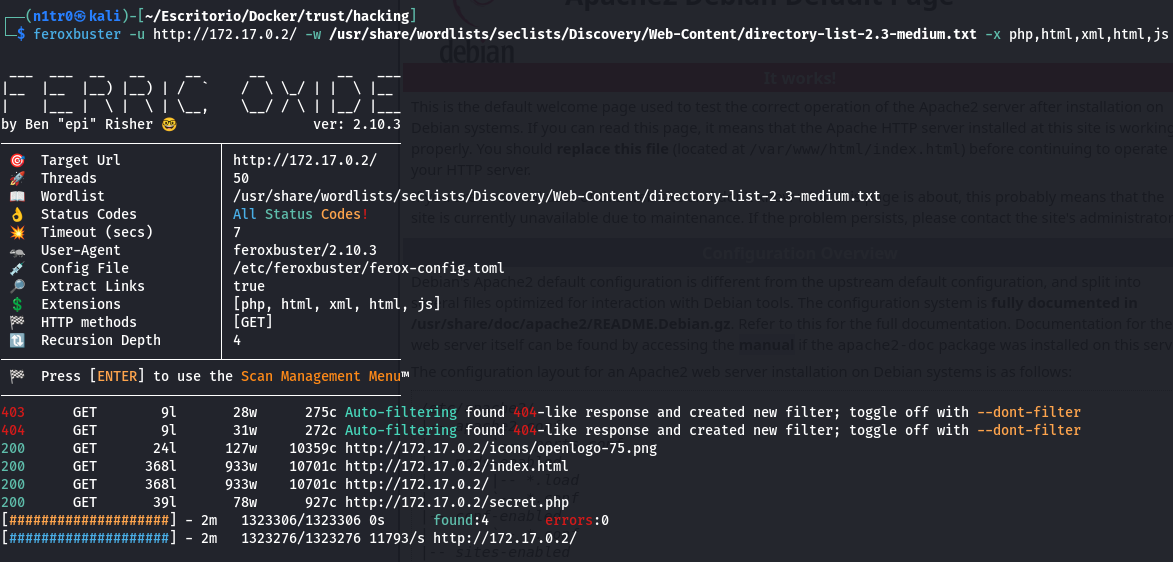 (n1tr0㉿kali)-[~/Escritorio/Docker/trust/hacking]
$ feroxbuster -u http://172.17.0.2/ -w /usr/share/wordlists/seclists/Discovery/Web-Content/directory-list-2.3-medium.txt -x php,html,xml,html,js
FERRIC OXIDE
by Ben "epi" Risher 🤓 ver: 2.10.3
🎯 Target Url │ http://172.17.0.2/
🚀 Threads │ 50
📖 Wordlist │ /usr/share/wordlists/seclists/Discovery/Web-Content/directory-list-2.3-medium.txt
👌 Status Codes │ All Status Codes!
💥 Timeout (secs) │ 7
🦡 User-Agent │ feroxbuster/2.10.3
💉 Config File │ /etc/feroxbuster/ferox-config.toml
🔎 Extract Links │ true
💲 Extensions │ [php, html, xml, html, js]
🏁 HTTP methods │ [GET]
🔃 Recursion Depth │ 4
🏁 Press [ENTER] to use the Scan Management Menu™
403 GET 9l 28w 275c Auto-filtering found 404-like response and created new filter; toggle off with --dont-filter
404 GET 9l 31w 272c Auto-filtering found 404-like response and created new filter; toggle off with --dont-filter
200 GET 24l 127w 10359c http://172.17.0.2/icons/openlogo-75.png
200 GET 368l 933w 10701c http://172.17.0.2/index.html
200 GET 368l 933w 10701c http://172.17.0.2/
200 GET 39l 78w 927c http://172.17.0.2/secret.php
[####################] - 2m 1323306/1323306 0s found:4 errors:0
[####################] - 2m 1323276/1323276 11793/s http://172.17.0.2/
Apache2 Debian Default Page
debian
It works!
This is the default welcome page used to test the correct operation of the Apache2 server after installation on
Debian systems. If you can read this page, it means that the Apache HTTP server installed at this site is working
properly. You should replace this file (located at /var/www/html/index.html) before continuing to operate
your HTTP server.
page is about, this probably means that the
site is currently unavailable due to maintenance. If the problem persists, please contact the site's administrator
Configuration Overview
Debian's Apache2 default configuration is different from the upstream default configuration, and split into
several files optimized for interaction with Debian tools. The configuration system is fully documented in
/usr/share/doc/apache2/README.Debian.gz. Refer to this for the full documentation. Documentation for the
web server itself can be found by accessing the manual if the apache2-doc package was installed on this serv
The configuration layout for an Apache2 web server installation on Debian systems is as follows:
|-- *.load
|-- sites-enabled